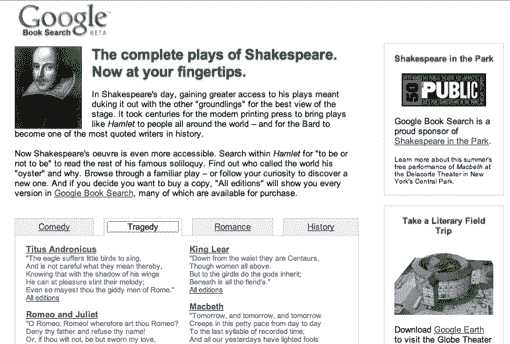 Google
Book Search BETA
The complete plays of Shakespeare.
Now at your fingertips.
In Shakespeare's day, gaining greater access to his plays meant
duking it out with the other "groundlings" for the best view of the
stage. It took centuries for the modern printing press to bring plays
like Hamlet to people all around the world – and for the Bard to
become one of the most quoted writers in history.
Now Shakespeare's oeuvre is even more accessible. Search within Hamlet for "to be or
not to be" to read the rest of his famous soliloquy. Find out who called the world his
"oyster" and why. Browse through a familiar play – or follow your curiosity to discover a
new one. And if you decide you want to buy a copy, "All editions" will show you every
version in Google Book Search, many of which are available for purchase.
Comedy
Tragedy
Romance
History
Titus Andronicus
"The eagle suffers little birds to sing,
And is not careful what they mean thereby,
Knowing that with the shadow of his wings
He can at pleasure stint their melody;
Even so mayest thou the giddy men of Rome."
All editions
Romeo and Juliet
"O Romeo, Romeo! wherefore art thou Romeo?
Deny thy father and refuse thy name!
Or, if thou wilt not, be but sworn my love,
King Lear
"Down from the waist they are Centaurs,
Though women all above.
But to the girdle do the gods inherit;
Beneath is all the fiend's."
All editions
Macbeth
"Tomorrow, and tomorrow, and tomorrow
Creeps in this petty pace from day to day
To the last syllable of recorded time;
And all our yesterdays have lighted fools
Shakespeare in the Park
50 PUBLIC
Google Book Search is a
proud sponsor of
Shakespeare in the Park.
Learn more about this summer's
free performance of Macbeth at
the Delacorte Theater in New
York's Central Park.
Take a Literary Field
Trip
Download Google Earth
to visit the Globe Theater